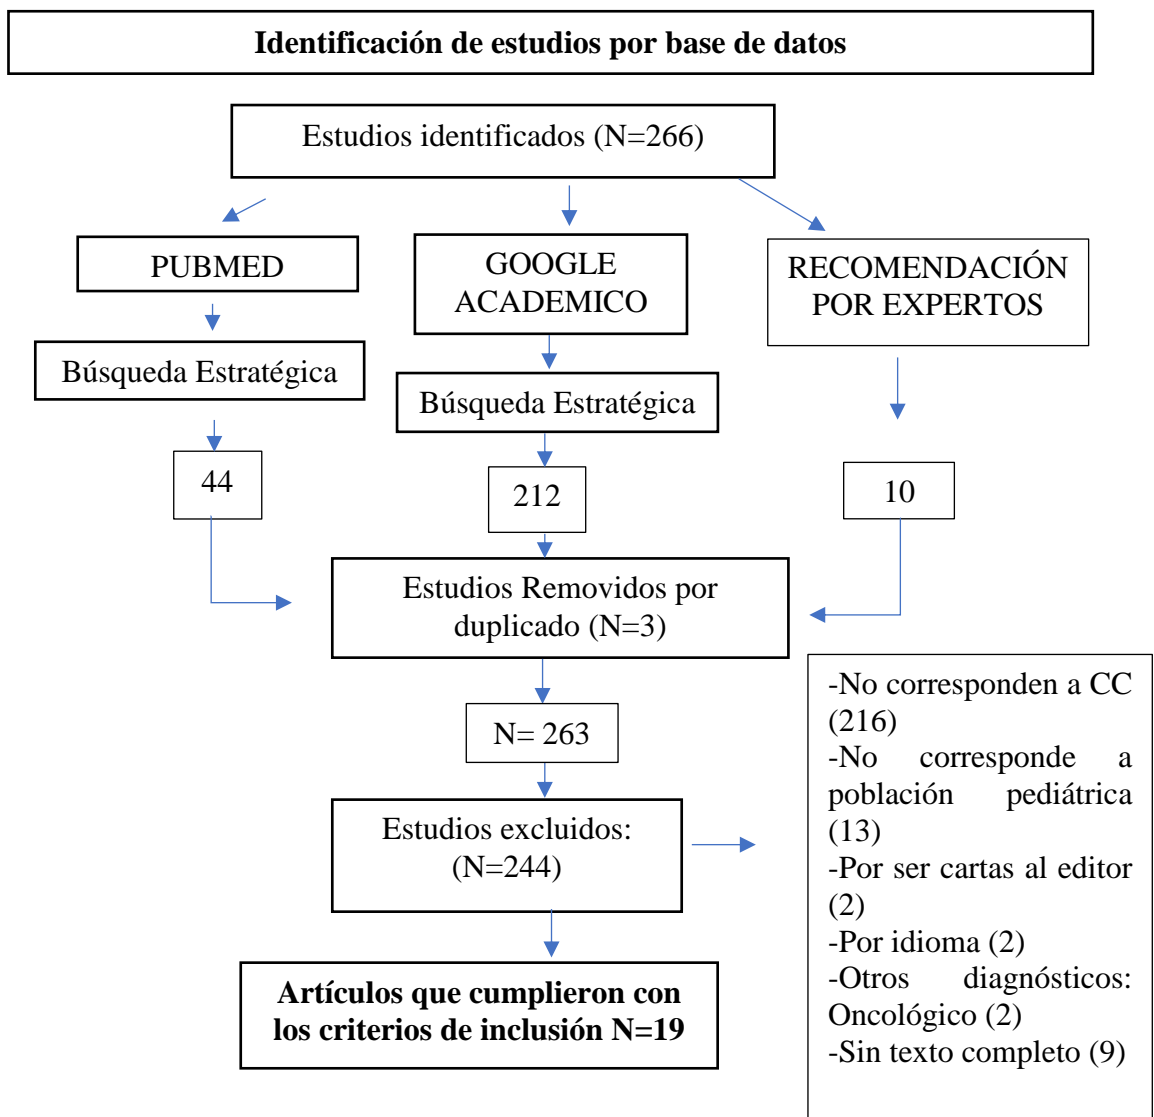 Identificación de estudios por base de datos
Estudios identificados (N=266)
PUBMED
GOOGLE
ACADEMICO
RECOMENDACIÓN
POR EXPERTOS
Búsqueda Estratégica
Búsqueda Estratégica
44
212
10
Estudios Removidos por
duplicado (N=3)
N= 263
Estudios excluidos:
(N=244)
-No corresponden a CC
(216)
-No corresponde a
población pediátrica
(13)
-Por ser cartas al editor
(2)
-Por idioma (2)
-Otros diagnósticos:
Oncológico (2)
-Sin texto completo (9)
Artículos que cumplieron con
los criterios de inclusión N=19